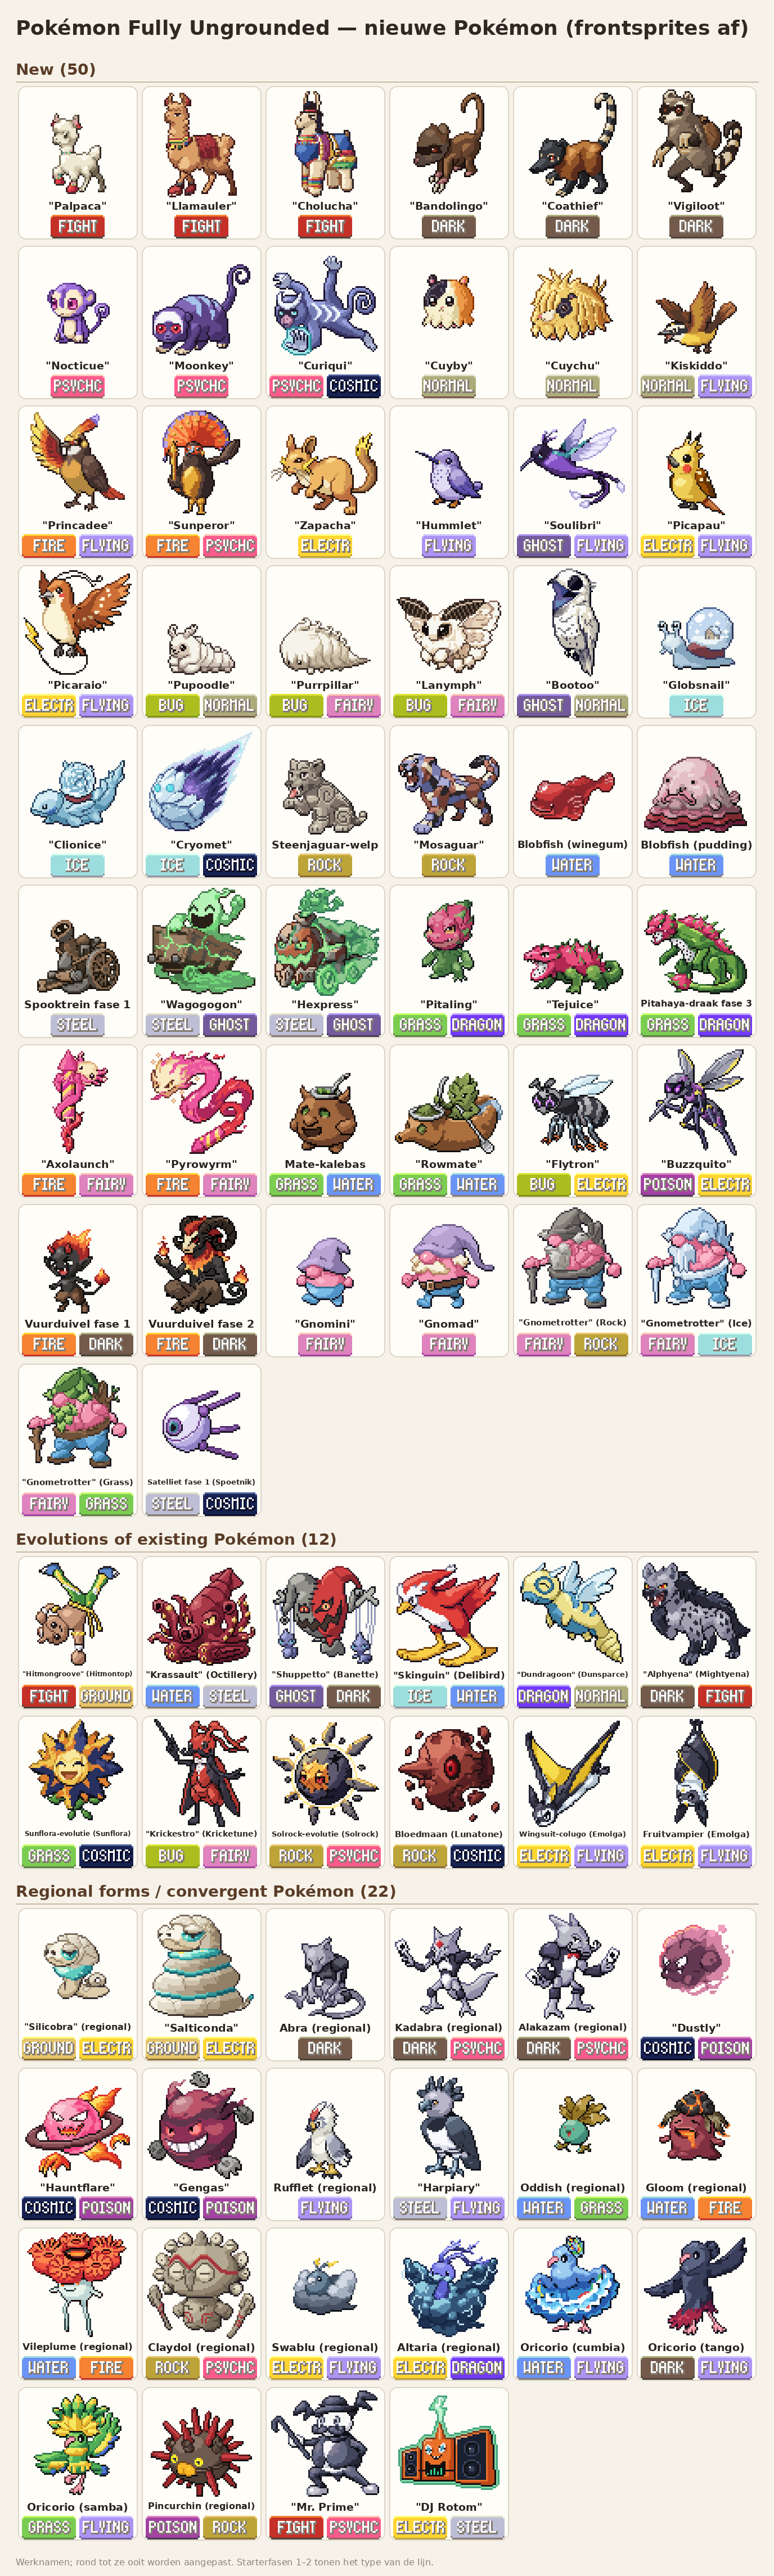 Pokémon Fully Ungrounded — nieuwe Pokémon (frontsprites af)
New (50)
"Palpaca" "Llamauler" "Cholucha" "Bandolingo" "Coathief" "Vigiloot"
FIGHT FIGHT FIGHT DARK DARK DARK
"Nocticue" "Moonkey" "Curiqui" "Cuyby" "Cuychu" "Kiskiddo"
PSYCHC PSYCHC PSYCHC COSMIC NORMAL NORMAL NORMAL FLYING
"Princadee" "Sunperor" "Zapacha" "Hummlet" "Soulibri" "Picapau"
FIRE FLYING FIRE PSYCHC ELECTR FLYING GHOST FLYING ELECTR FLYING
"Picaraio" "Pupoodle" "Purrpillar" "Lanymph" "Bootoo" "Globsnail"
ELECTR FLYING BUG NORMAL BUG FAIRY BUG FAIRY GHOST NORMAL ICE
"Clionice" "Cryomet" Steenjaguar-welp "Mosaguar" Blobfish (winegum) Blobfish (pudding)
ICE ICE COSMIC ROCK ROCK WATER WATER
Spooktrein fase 1 "Wagogogon" "Hexpress" "Pitaling" "Tejuice" Pitahaya-draak fase 3
STEEL STEEL GHOST STEEL GHOST GRASS DRAGON GRASS DRAGON GRASS DRAGON
"Axolaunch" "Pyrowyrm" Mate-kalebas "Rowmate" "Flytron" "Buzzquito"
FIRE FAIRY FIRE FAIRY GRASS WATER GRASS WATER BUG ELECTR POISON ELECTR
Vuurduivel fase 1 Vuurduivel fase 2 "Gnomini" "Gnomad" "Gnometrotter" (Rock) "Gnometrotter" (Ice)
FIRE DARK FIRE DARK FAIRY FAIRY FAIRY ROCK FAIRY ICE
"Gnometrotter" (Grass) Satelliet fase 1 (Spoetnik)
FAIRY GRASS STEEL COSMIC
Evolutions of existing Pokémon (12)
"Hitmongroove" (Hitmontop) "Krassault" (Octillery) "Shuppetto" (Banette) "Skinguin" (Delibird) "Dundragoon" (Dunsparce) "Alphyena" (Mightyena)
FIGHT GROUND WATER STEEL GHOST DARK ICE WATER DRAGON NORMAL DARK FIGHT
Sunflora-evolutie (Sunflora) "Krickestro" (Kricketune) Solrock-evolutie (Solrock) Bloedmaan (Lunatone) Wingsuit-colugo (Emolga) Fruitvampier (Emolga)
GRASS COSMIC BUG FAIRY ROCK PSYCHC ROCK COSMIC ELECTR FLYING ELECTR FLYING
Regional forms / convergent Pokémon (22)
"Silicobra" (regional) "Salticonda" Abra (regional) Kadabra (regional) Alakazam (regional) "Dustly"
GROUND ELECTR GROUND ELECTR DARK DARK PSYCHC DARK PSYCHC COSMIC POISON
"Hauntflare" "Gengas" Rufflet (regional) "Harpiary" Oddish (regional) Gloom (regional)
COSMIC POISON COSMIC POISON FLYING STEEL FLYING WATER GRASS WATER FIRE
Vileplume (regional) Claydol (regional) Swablu (regional) Altaria (regional) Oricorio (cumbia) Oricorio (tango)
WATER FIRE ROCK PSYCHC ELECTR FLYING ELECTR DRAGON WATER FLYING DARK FLYING
Oricorio (samba) Pincurchin (regional) "Mr. Prime" "DJ Rotom"
GRASS FLYING POISON ROCK FIGHT PSYCHC ELECTR STEEL
Werknamen; rond tot ze ooit worden aangepast. Starterfasen 1–2 tonen het type van de lijn.